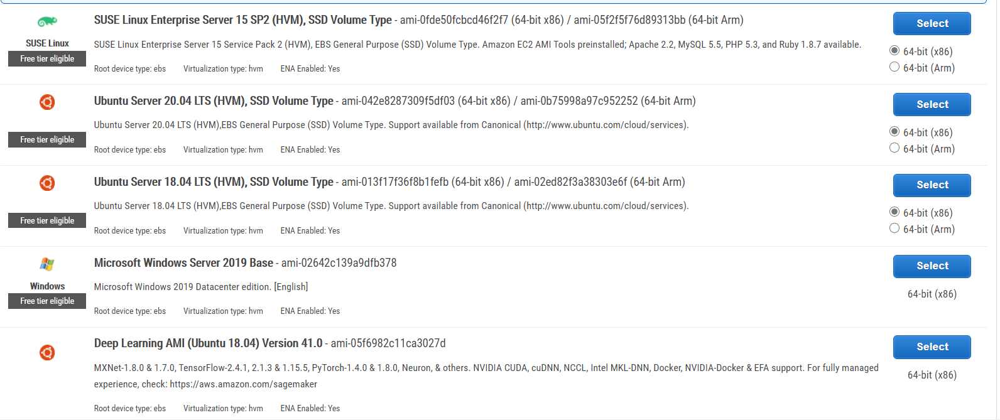 SUSE Linux Enterprise Server 15 SP2 (HVM), SSD Volume Type - ami-0fde50fcbcd46f2f7 (64-bit x86) / ami-05f2f5f76d89313bb (64-bit Arm)
Select
SUSE Linux
Free tier eligible
SUSE Linux Enterprise Server 15 Service Pack 2 (HVM), EBS General Purpose (SSD) Volume Type. Amazon EC2 AMI Tools preinstalled; Apache 2.2, MySQL 5.5, PHP 5.3, and Ruby 1.8.7 available.
64-bit (x86)
Root device type: ebs Virtualization type: hvm ENA Enabled: Yes
64-bit (Arm)
Ubuntu Server 20.04 LTS (HVM), SSD Volume Type - ami-042e8287309f5df03 (64-bit x86) / ami-0b75998a97c952252 (64-bit Arm)
Select
Ubuntu Server 20.04 LTS (HVM),EBS General Purpose (SSD) Volume Type. Support available from Canonical (http://www.ubuntu.com/cloud/services).
Free tier eligible
64-bit (x86)
Root device type: ebs Virtualization type: hvm ENA Enabled: Yes
64-bit (Arm)
Ubuntu Server 18.04 LTS (HVM), SSD Volume Type - ami-013f17f36f8b1fefb (64-bit x86) / ami-02ed82f3a38303e6f (64-bit Arm)
Select
Ubuntu Server 18.04 LTS (HVM),EBS General Purpose (SSD) Volume Type. Support available from Canonical (http://www.ubuntu.com/cloud/services).
Free tier eligible
64-bit (x86)
Root device type: ebs Virtualization type: hvm ENA Enabled: Yes
64-bit (Arm)
Microsoft Windows Server 2019 Base - ami-02642c139a9dfb378
Select
Windows
Free tier eligible
Microsoft Windows 2019 Datacenter edition. [English]
64-bit (x86)
Root device type: ebs Virtualization type: hvm ENA Enabled: Yes
Deep Learning AMI (Ubuntu 18.04) Version 41.0 - ami-05f6982c11ca3027d
Select
MXNet-1.8.0 & 1.7.0, TensorFlow-2.4.1, 2.1.3 & 1.15.5, PyTorch-1.4.0 & 1.8.0, Neuron, & others. NVIDIA CUDA, cuDNN, NCCL, Intel MKL-DNN, Docker, NVIDIA-Docker & EFA support. For fully managed
experience, check: https://aws.amazon.com/sagemaker
64-bit (x86)
Root device type: ebs Virtualization type: hvm ENA Enabled: Yes